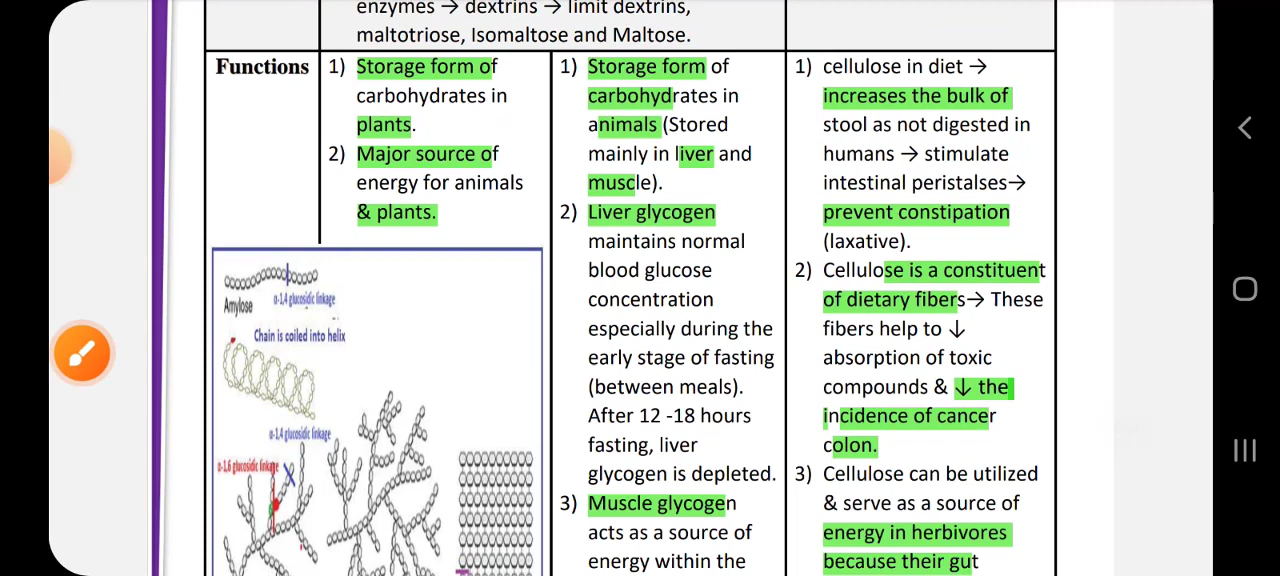 enzymes → dextrins → limit dextrins,
maltotriose, Isomaltose and Maltose.
Functions
1) Storage form of
carbohydrates in
plants.
2) Major source of
energy for animals
& plants.
Amylose
α-1,4 glucosidic linkage
Chain is coiled into helix
α-1,4 glucosidic linkage
α-1,6 glucosidic linkage
1) Storage form of
carbohydrates in
animals (Stored
mainly in liver and
muscle).
2) Liver glycogen
maintains normal
blood glucose
concentration
especially during the
early stage of fasting
(between meals).
After 12 -18 hours
fasting, liver
glycogen is depleted.
3) Muscle glycogen
acts as a source of
energy within the
1) cellulose in diet →
increases the bulk of
stool as not digested in
humans → stimulate
intestinal peristalses→
prevent constipation
(laxative).
2) Cellulose is a constituent
of dietary fibers→ These
fibers help to ↓
absorption of toxic
compounds & ↓ the
incidence of cancer
colon.
3) Cellulose can be utilized
& serve as a source of
energy in herbivores
because their gut